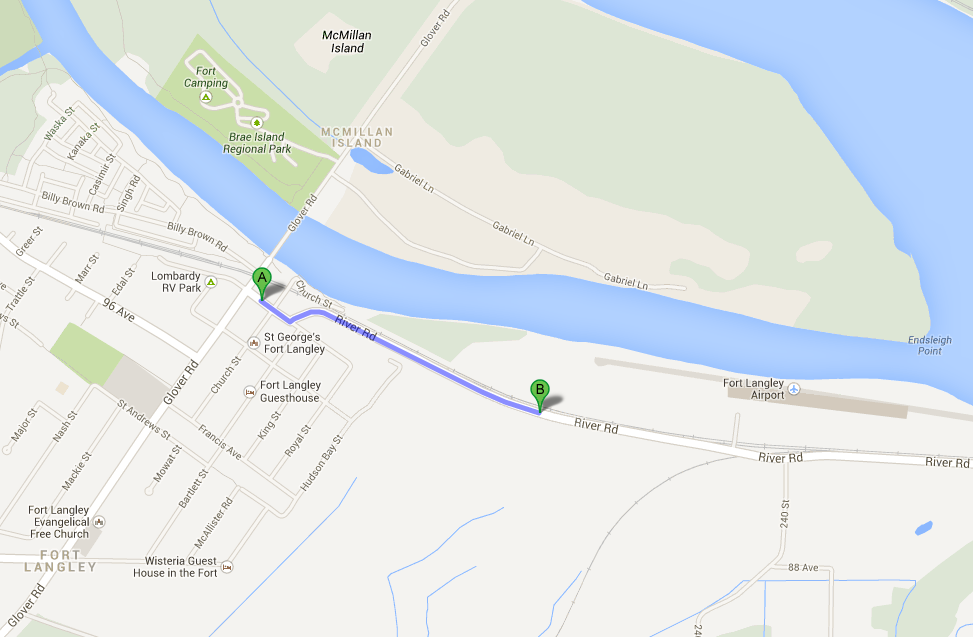 Glover Rd
McMillan
Island
Fort
Camping
Brae Island
Regional Park
MCMILLAN
ISLAND
Waska St
Kanaka St
Casimir St
Singh Rd
Billy Brown Rd
Billy Brown Rd
Glover Rd
Gabriel Ln
Gabriel Ln
Gabriel Ln
Greer St
Marr St
Edal St
Trattle St
96 Ave
Lombardy
RV Park
A
Church St
River Rd
St George's
Fort Langley
Endsleigh
Point
Fort Langley
Airport
B
River Rd
River Rd
River Rd
Glover Rd
Church St
Fort Langley
Guesthouse
King St
Royal St
Hudson Bay St
St Andrews St
Francis Ave
Major St
Nash St
Mackie St
Mowat St
Bartlett St
McAllister Rd
Fort Langley
Evangelical
Free Church
FORT
LANGLEY
Wisteria Guest
House in the Fort
Glover Rd
240 St
88 Ave